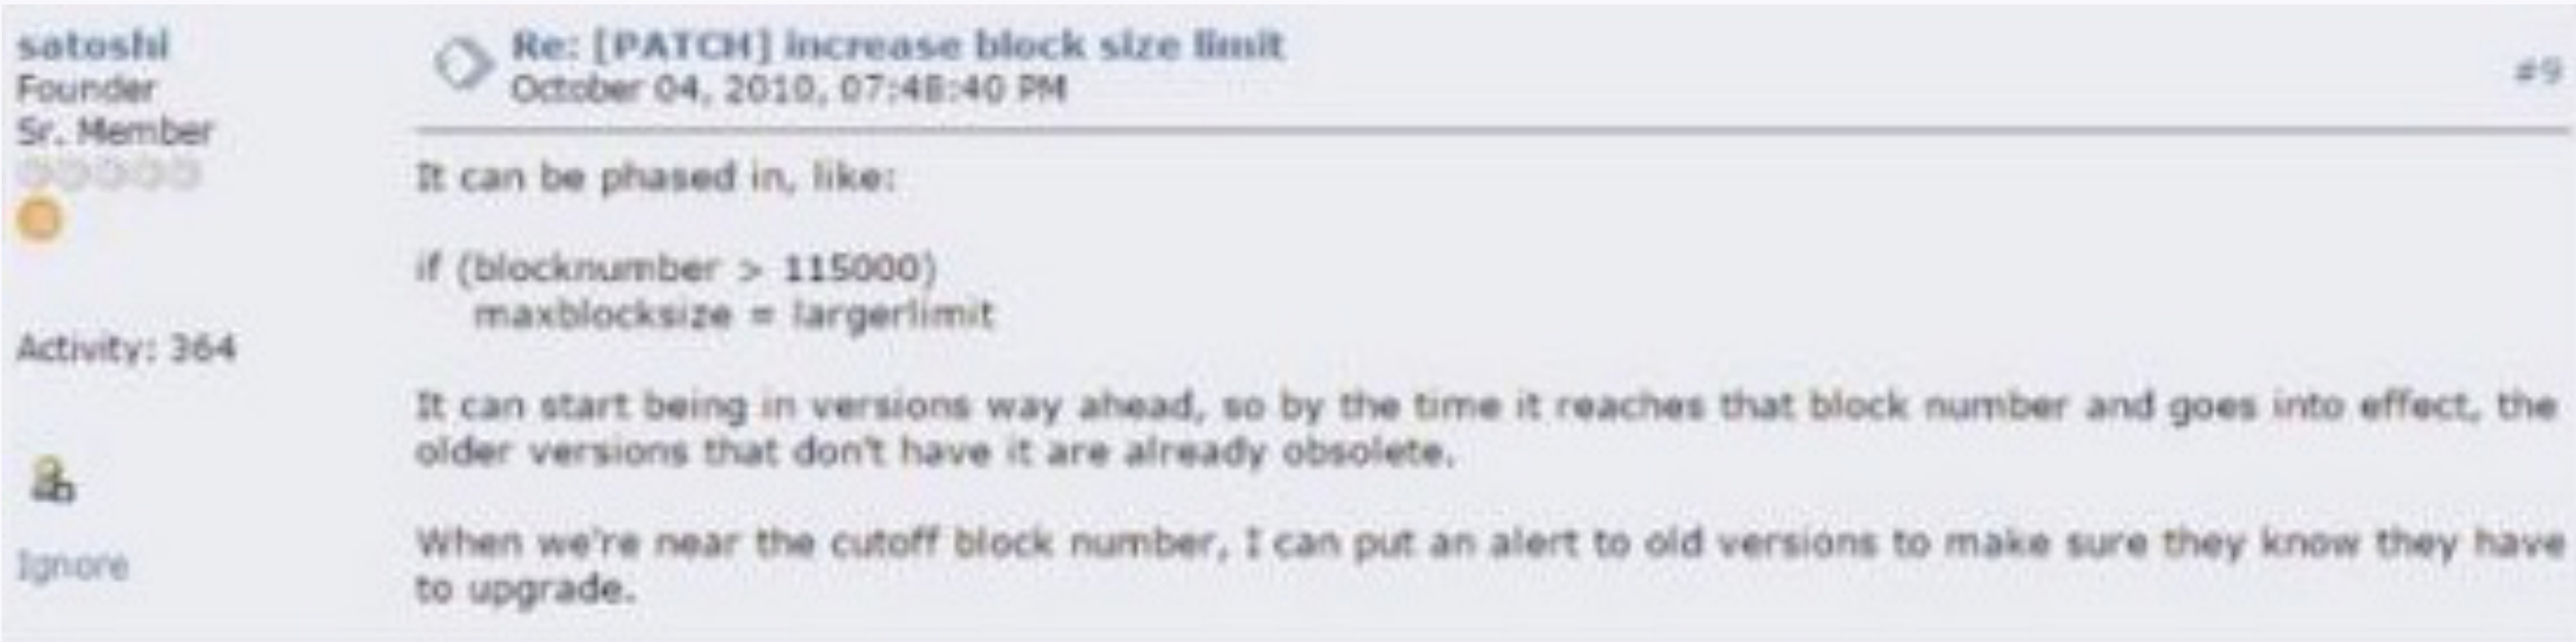 satoshi
Founder
Sr. Member
Activity: 364
Ignore
Re: [PATCH] increase block size limit
October 04, 2010, 07:48:40 PM
#9
It can be phased in, like:
if (blocknumber > 115000)
maxblocksize = largerlimit
It can start being in versions way ahead, so by the time it reaches that block number and goes into effect, the
older versions that don't have it are already obsolete.
When we're near the cutoff block number, I can put an alert to old versions to make sure they know they have
to upgrade.